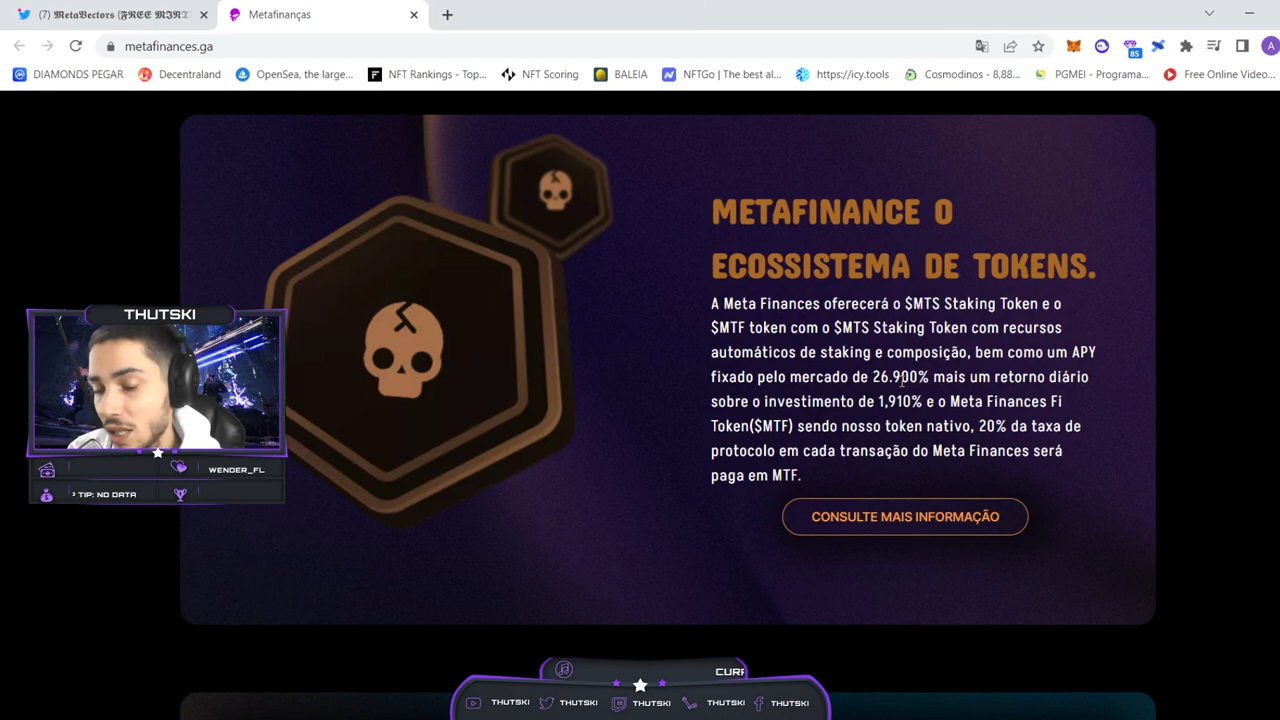 (7) 𝕸𝖊𝖙𝖆𝖁𝖊𝖈𝖙𝖔𝖗𝖘 (𝕱𝕽𝕰𝕰 𝕸𝕴𝕹𝕿
Metafinanças
metafinances.ga
85
A
DIAMONDS PEGAR
Decentraland
OpenSea, the large...
NFT Rankings - Top...
NFT Scoring
BALEIA
NFTGo | The best al...
https://icy.tools
Cosmodinos - 8,88...
PGMEI - Programa...
Free Online Video...
METAFINANCE O
ECOSSISTEMA DE TOKENS.
A Meta Finances oferecerá o $MTS Staking Token e o
$MTF token com o $MTS Staking Token com recursos
automáticos de staking e composição, bem como um APY
fixado pelo mercado de 26.900% mais um retorno diário
sobre o investimento de 1,910% e o Meta Finances Fi
Token($MTF) sendo nosso token nativo, 20% da taxa de
protocolo em cada transação do Meta Finances será
paga em MTF.
CONSULTE MAIS INFORMAÇÃO
THUTSKI
WENDER_FL
TIP: NO DATA
CURR
THUTSKI
THUTSKI
THUTSKI
THUTSKI
THUTSKI